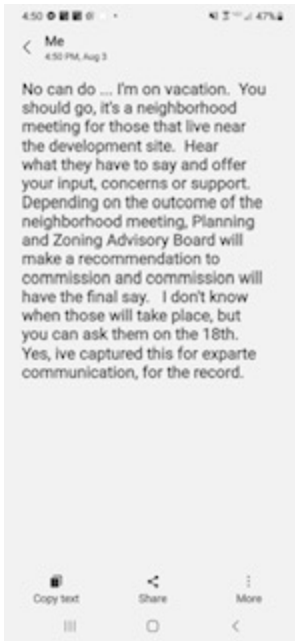 4:50
47%
Me
4:50 PM, Aug 3
No can do ... I'm on vacation. You
should go, it's a neighborhood
meeting for those that live near
the development site. Hear
what they have to say and offer
your input, concerns or support.
Depending on the outcome of the
neighborhood meeting, Planning
and Zoning Advisory Board will
make a recommendation to
commission and commission will
have the final say. I don't know
when those will take place, but
you can ask them on the 18th.
Yes, ive captured this for exparte
communication, for the record.
Copy text
Share
More